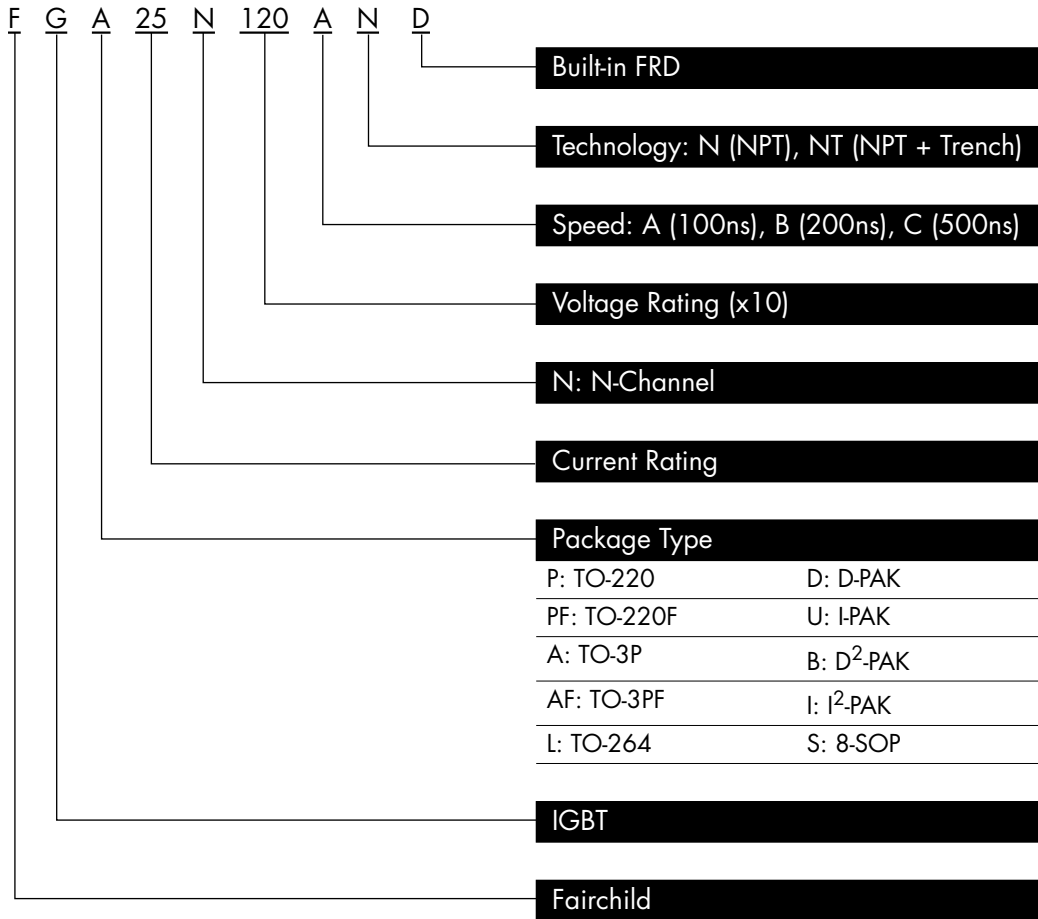 F G A 25 N 120 A N D
Built-in FRD
Technology: N (NPT), NT (NPT + Trench)
Speed: A (100ns), B (200ns), C (500ns)
Voltage Rating (x10)
N: N-Channel
Current Rating
Package Type
P: TO-220 D: D-PAK
PF: TO-220F U: I-PAK
A: TO-3P B: D²-PAK
AF: TO-3PF I: I²-PAK
L: TO-264 S: 8-SOP
IGBT
Fairchild